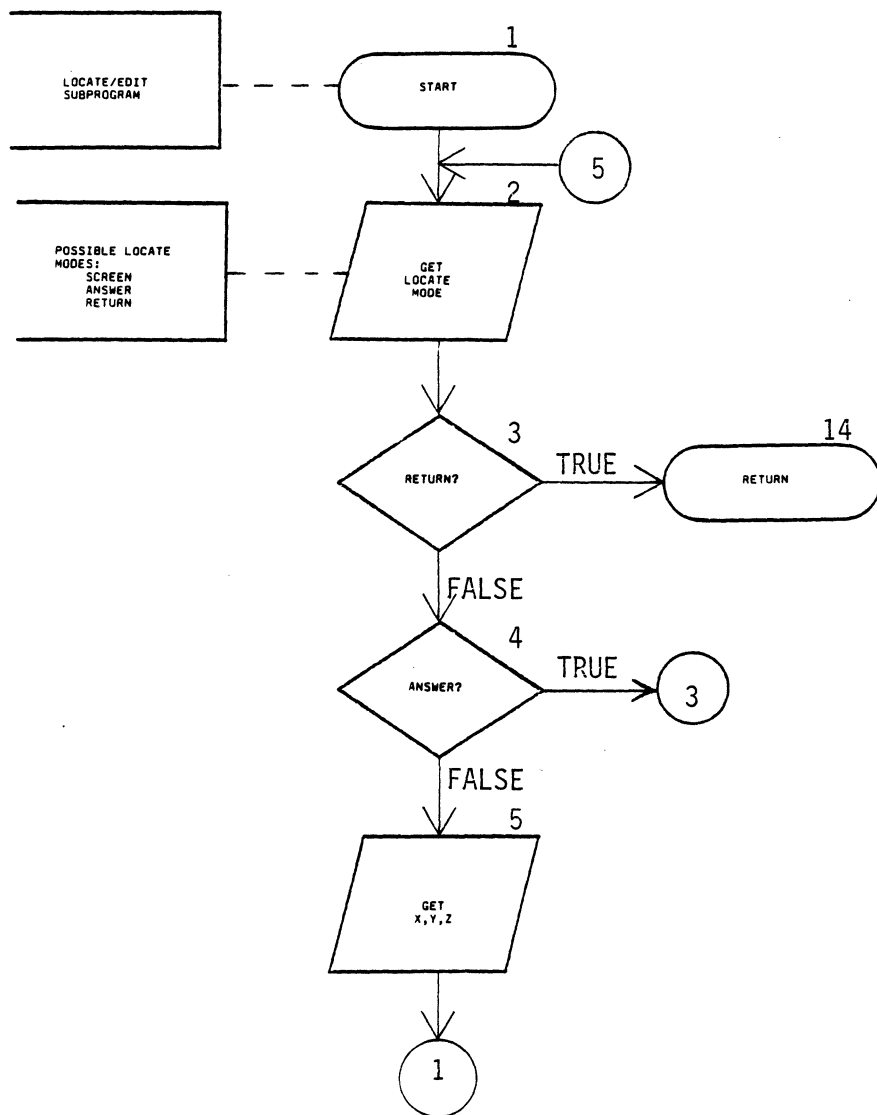 1
LOCATE/EDIT
SUBPROGRAM
START
5
2
POSSIBLE LOCATE
MODES:
SCREEN
ANSWER
RETURN
GET
LOCATE
MODE
3
14
RETURN?
TRUE
RETURN
FALSE
4
ANSWER?
TRUE
3
FALSE
5
GET
X,Y,Z
1